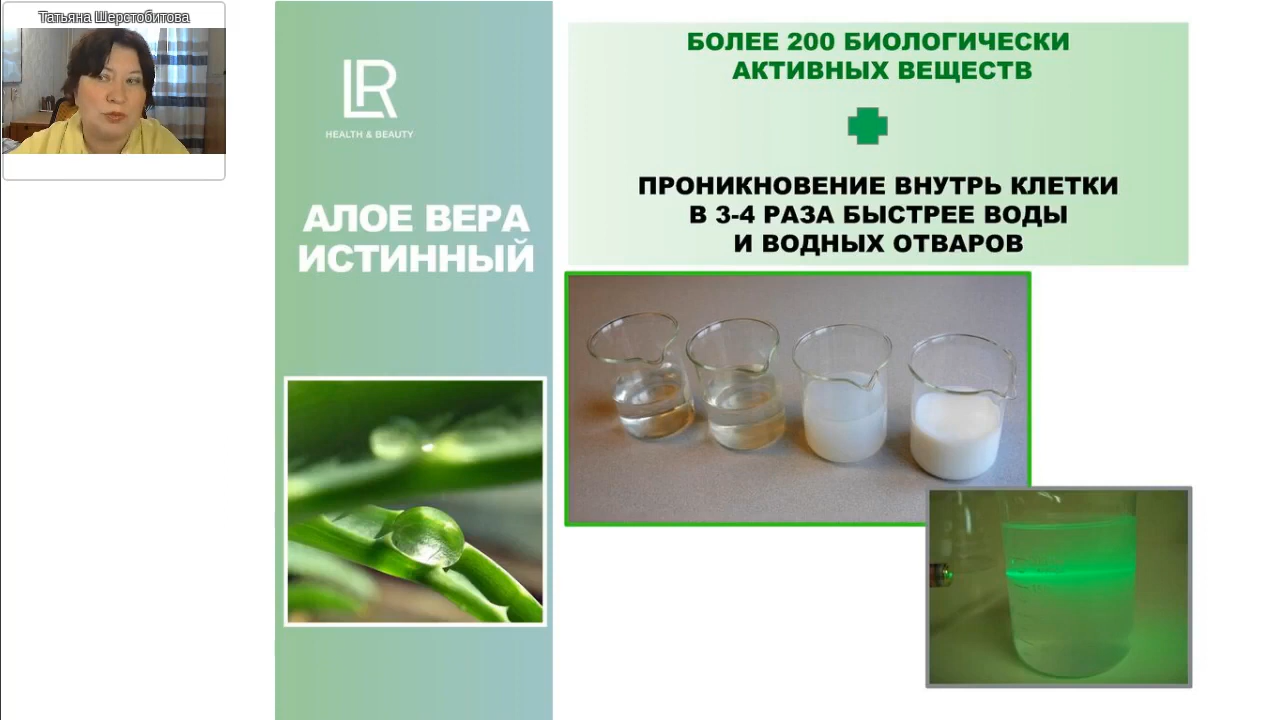 Татьяна Шерстобитова
LR
HEALTH & BEAUTY
АЛОЕ ВЕРА
ИСТИННЫЙ
БОЛЕЕ 200 БИОЛОГИЧЕСКИ
АКТИВНЫХ ВЕЩЕСТВ
ПРОНИКНОВЕНИЕ ВНУТРЬ КЛЕТКИ
В 3-4 РАЗА БЫСТРЕЕ ВОДЫ
И ВОДНЫХ ОТВАРОВ